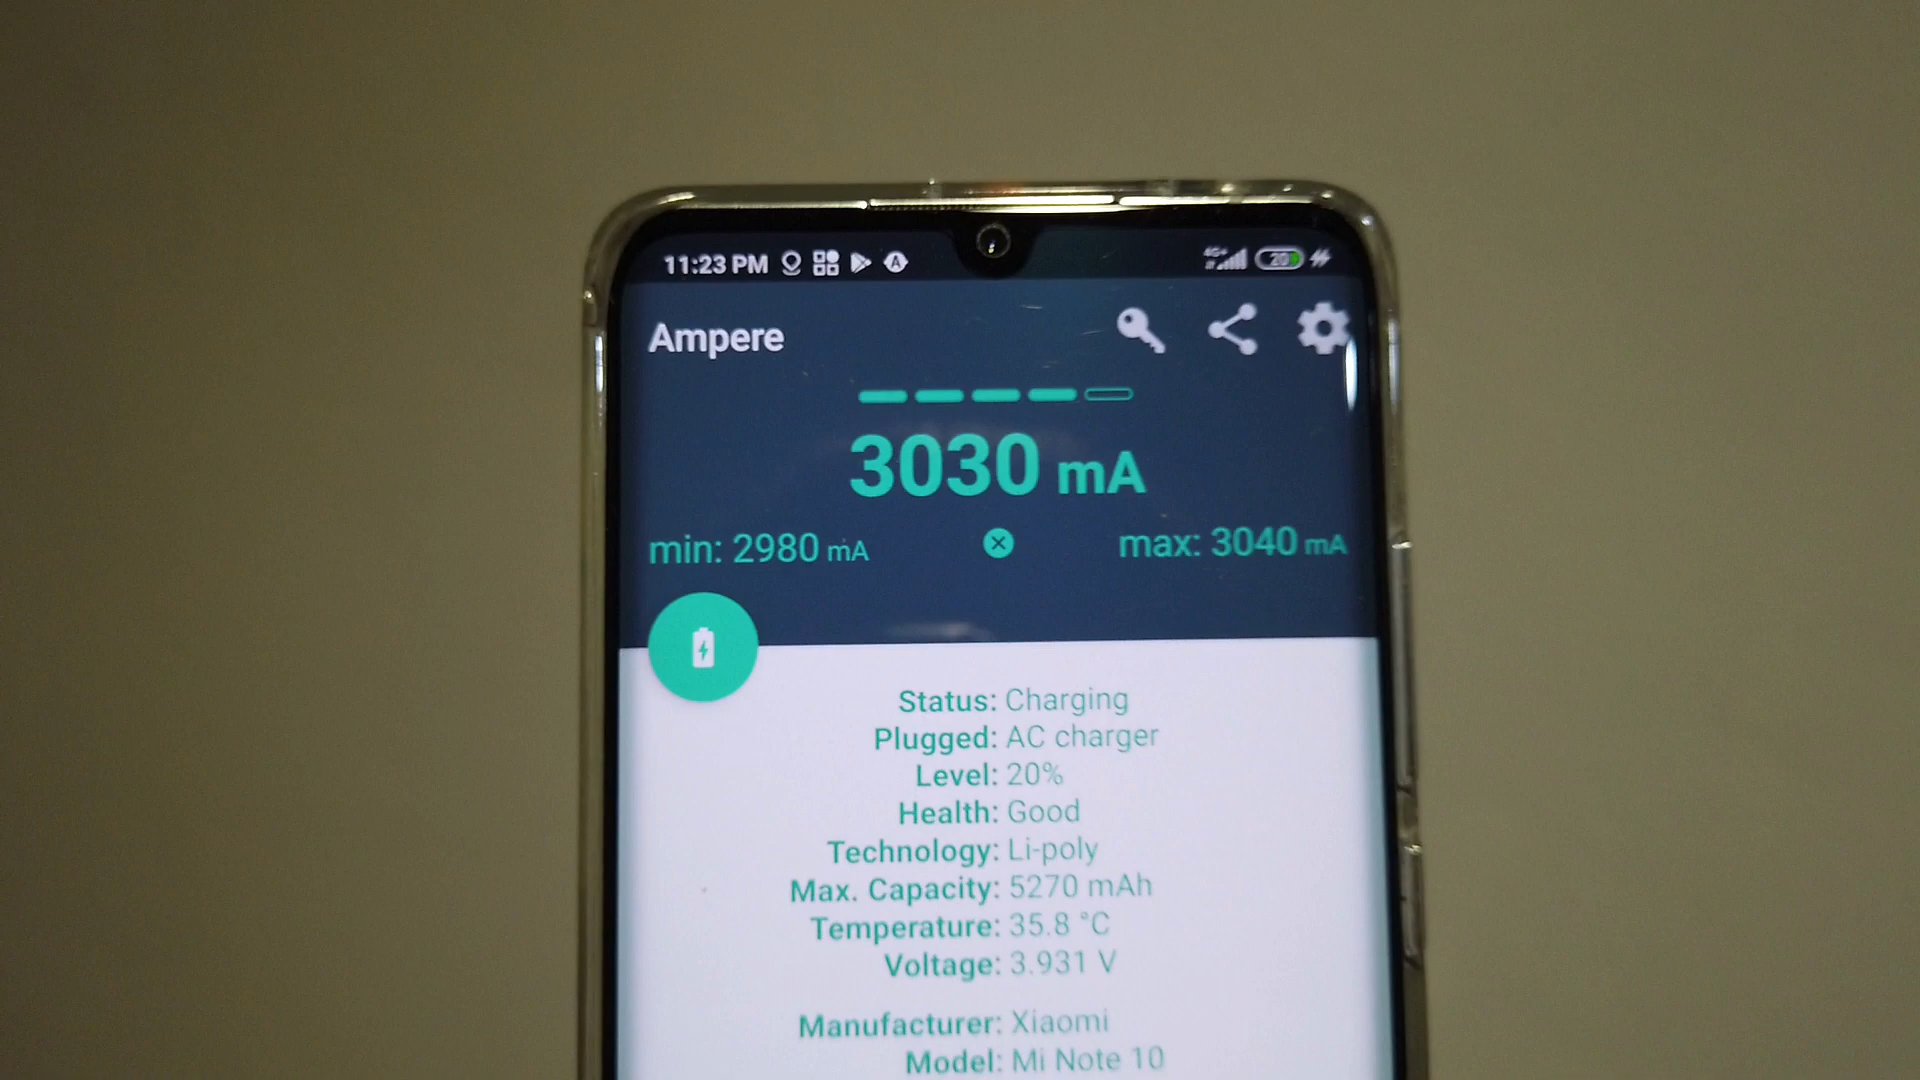 11:23 PM 4G+ 20
Ampere
3030 mA
min: 2980 mA max: 3040 mA
Status: Charging
Plugged: AC charger
Level: 20%
Health: Good
Technology: Li-poly
Max. Capacity: 5270 mAh
Temperature: 35.8 °C
Voltage: 3.931 V
Manufacturer: Xiaomi
Model: Mi Note 10